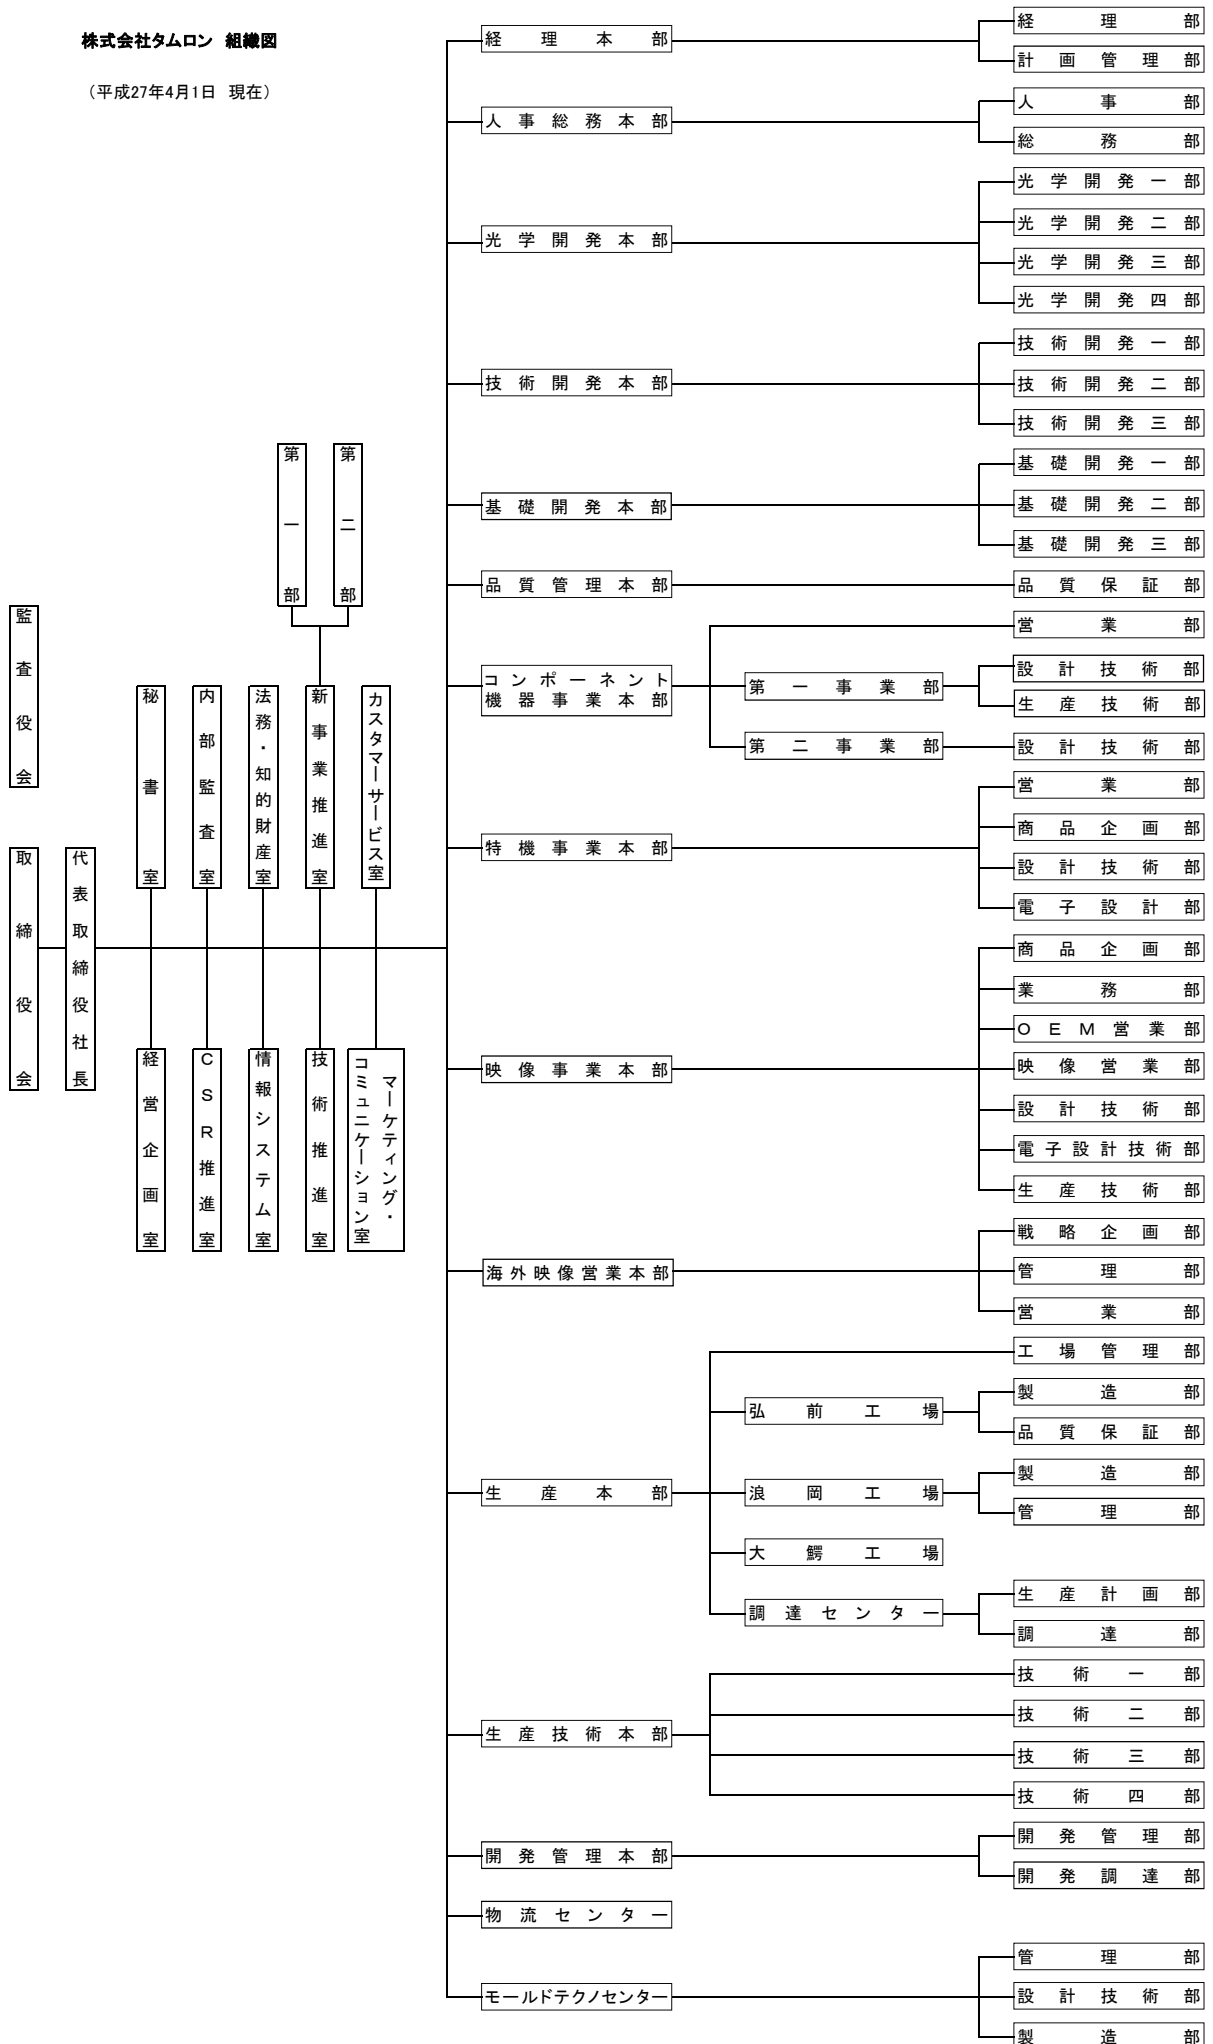 株式会社タムロン 組織図
（平成27年4月1日 現在）
監査役会
取締役会
代表取締役社長
秘書室
内部監査室
法務・知的財産室
新事業推進室
第一部
第二部
カスタマーサービス室
経営企画室
CSR推進室
情報システム室
技術推進室
マーケティング・
コミュニケーション室
経理本部
経理部
計画管理部
人事総務本部
人事部
総務部
光学開発本部
光学開発一部
光学開発二部
光学開発三部
光学開発四部
技術開発本部
技術開発一部
技術開発二部
技術開発三部
基礎開発本部
基礎開発一部
基礎開発二部
基礎開発三部
品質管理本部
品質保証部
コンポーネント
機器事業本部
営業部
第一事業部
設計技術部
生産技術部
第二事業部
設計技術部
特機事業本部
営業部
商品企画部
設計技術部
電子設計部
映像事業本部
商品企画部
業務部
OEM営業部
映像営業部
設計技術部
電子設計技術部
生産技術部
海外映像営業本部
戦略企画部
管理部
営業部
生産本部
工場管理部
弘前工場
製造部
品質保証部
浪岡工場
製造部
管理部
大鰐工場
調達センター
生産計画部
調達部
生産技術本部
技術一部
技術二部
技術三部
技術四部
開発管理本部
開発管理部
開発調達部
物流センター
モールドテクノセンター
管理部
設計技術部
製造部